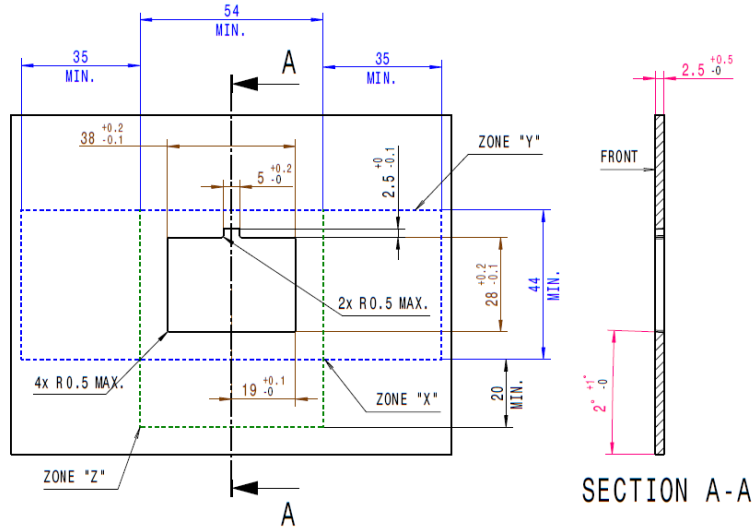 54
MIN.
35
MIN.
35
MIN.
A
2.5 +0.5 -0
38 +0.2 -0.1
5 +0.2 -0
2.5 +0 -0.1
ZONE "Y"
FRONT
28 +0.2 -0.1
44 MIN.
2x R0.5 MAX.
4x R0.5 MAX.
19 +0.1 -0
20 MIN.
ZONE "X"
2° +1° -0
ZONE "Z"
A
SECTION A-A